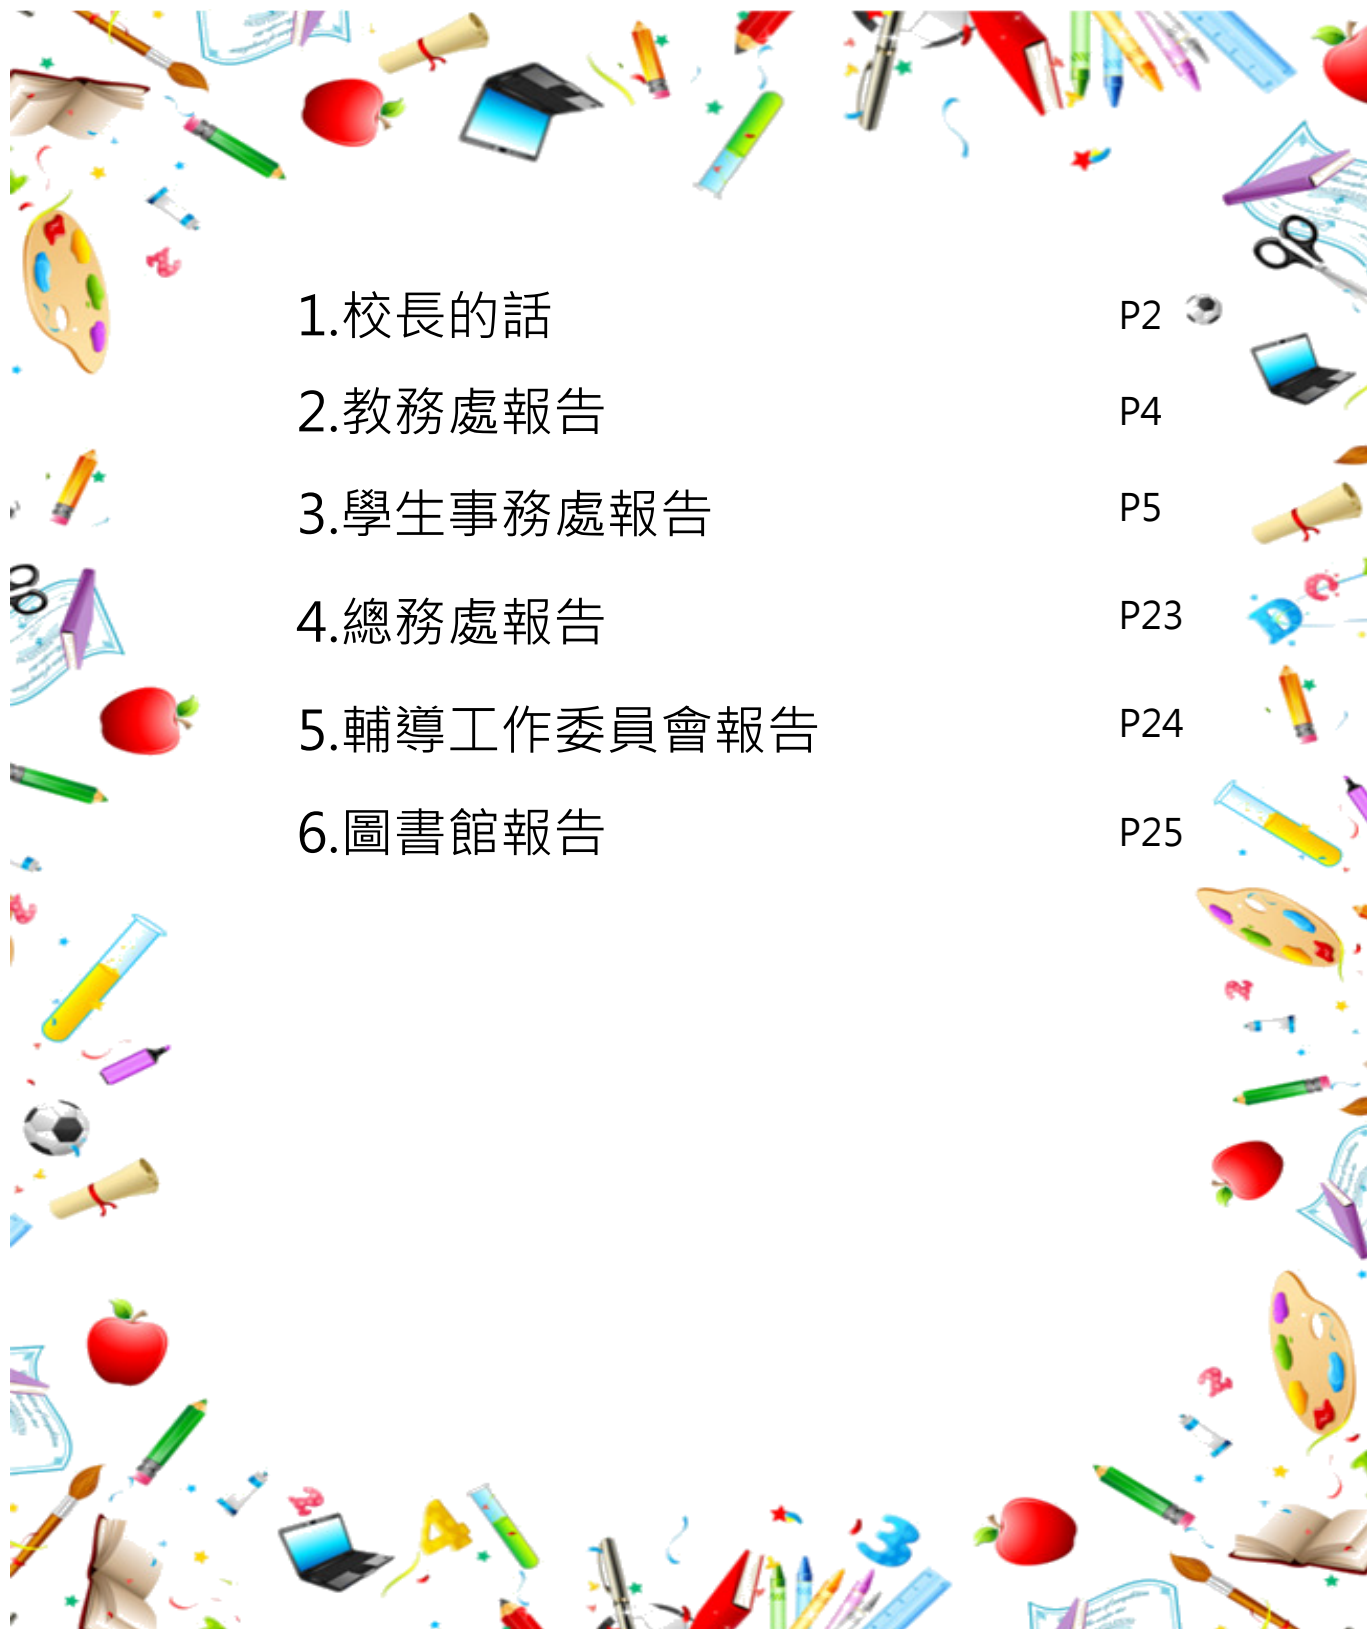 1.校長的話 P2
2.教務處報告 P4
3.學生事務處報告 P5
4.總務處報告 P23
5.輔導工作委員會報告 P24
6.圖書館報告 P25